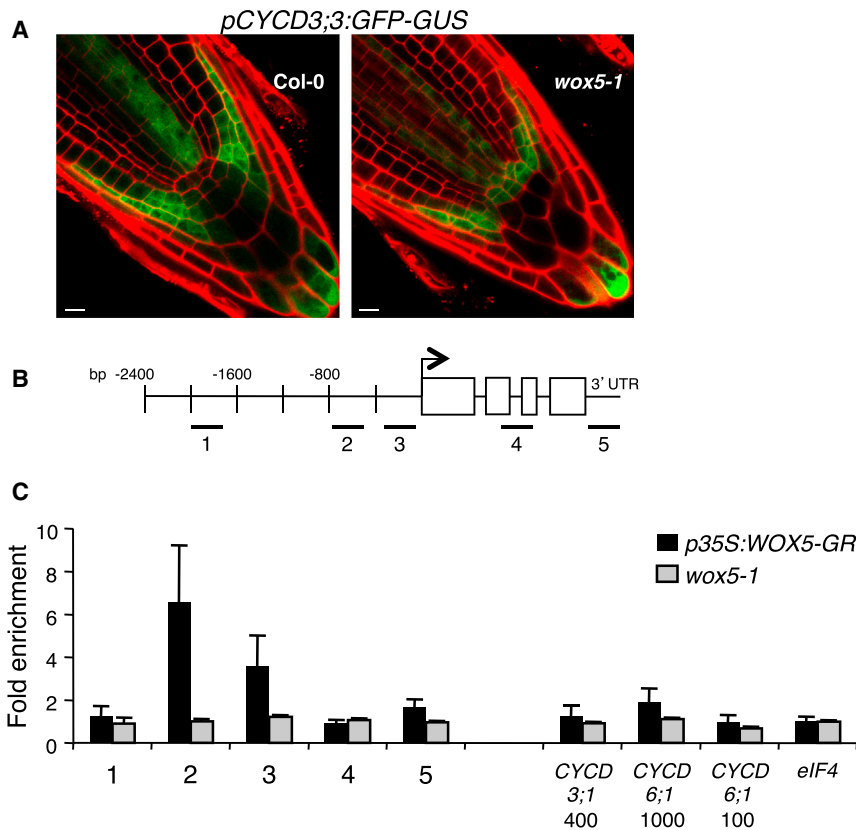 A
pCYCD3;3:GFP-GUS
Col-0
wox5-1
B
bp -2400 -1600 -800 3' UTR
1 2 3 4 5
C
Fold enrichment
10
8
6
4
2
0
p35S:WOX5-GR
wox5-1
1 2 3 4 5
CYCD 3;1 400
CYCD 6;1 1000
CYCD 6;1 100
eIF4